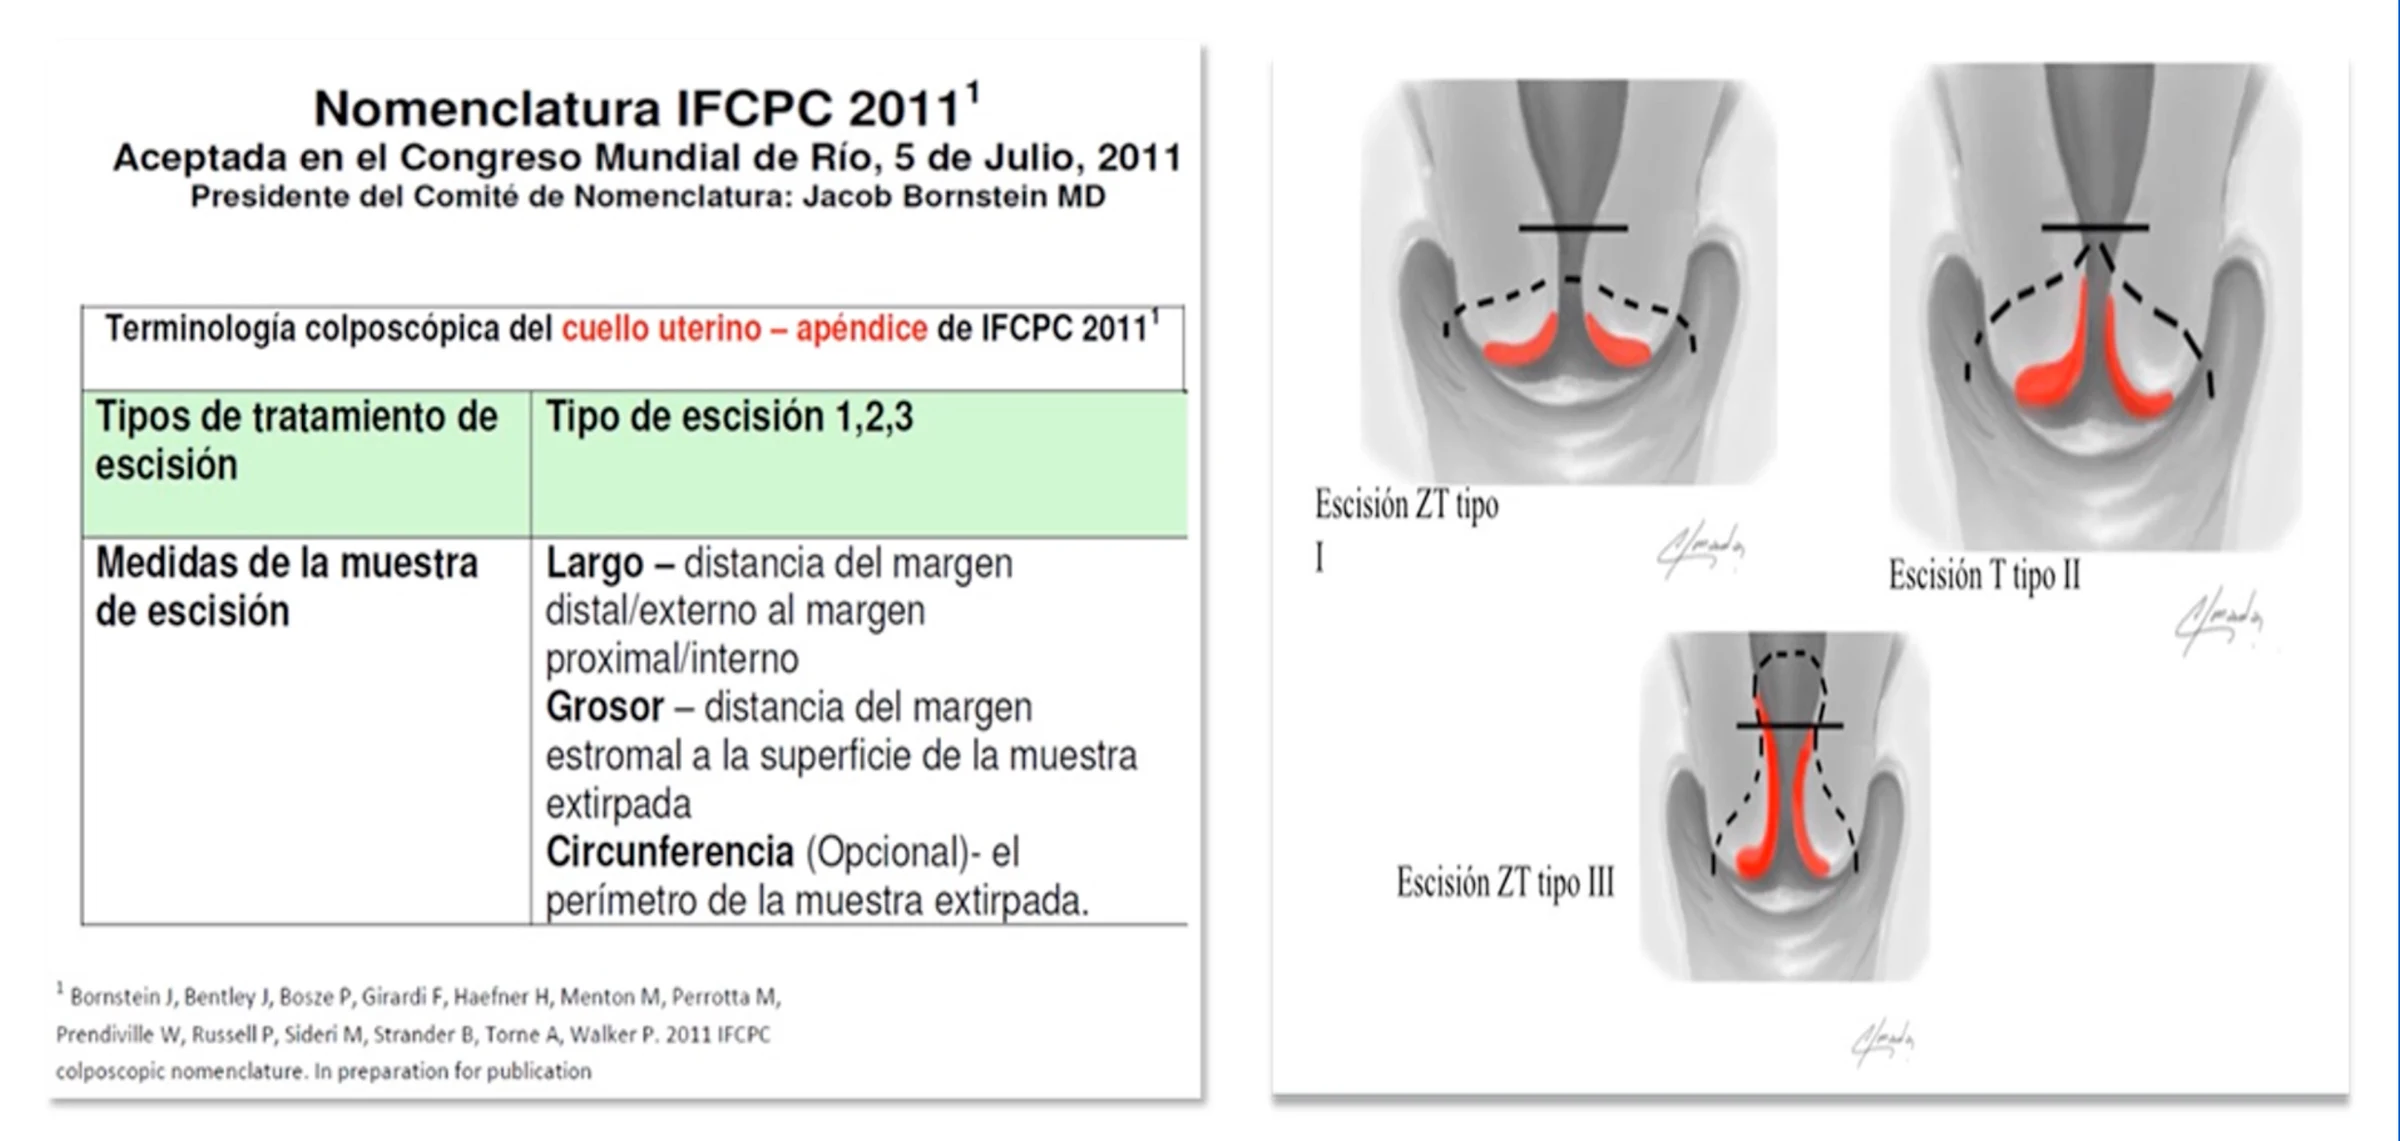 Nomenclatura IFCPC 2011¹
Aceptada en el Congreso Mundial de Río, 5 de Julio, 2011
Presidente del Comité de Nomenclatura: Jacob Bornstein MD
Terminología colposcópica del cuello uterino – apéndice de IFCPC 2011¹
Tipos de tratamiento de
escisión
Tipo de escisión 1,2,3
Medidas de la muestra
de escisión
Largo – distancia del margen
distal/externo al margen
proximal/interno
Grosor – distancia del margen
estromal a la superficie de la muestra
extirpada
Circunferencia (Opcional)- el
perímetro de la muestra extirpada.
¹ Bornstein J, Bentley J, Bosze P, Girardi F, Haefner H, Menton M, Perrotta M,
Prendiville W, Russell P, Sideri M, Strander B, Torne A, Walker P. 2011 IFCPC
colposcopic nomenclature. In preparation for publication
Escisión ZT tipo
I
Escisión T tipo II
Escisión ZT tipo III